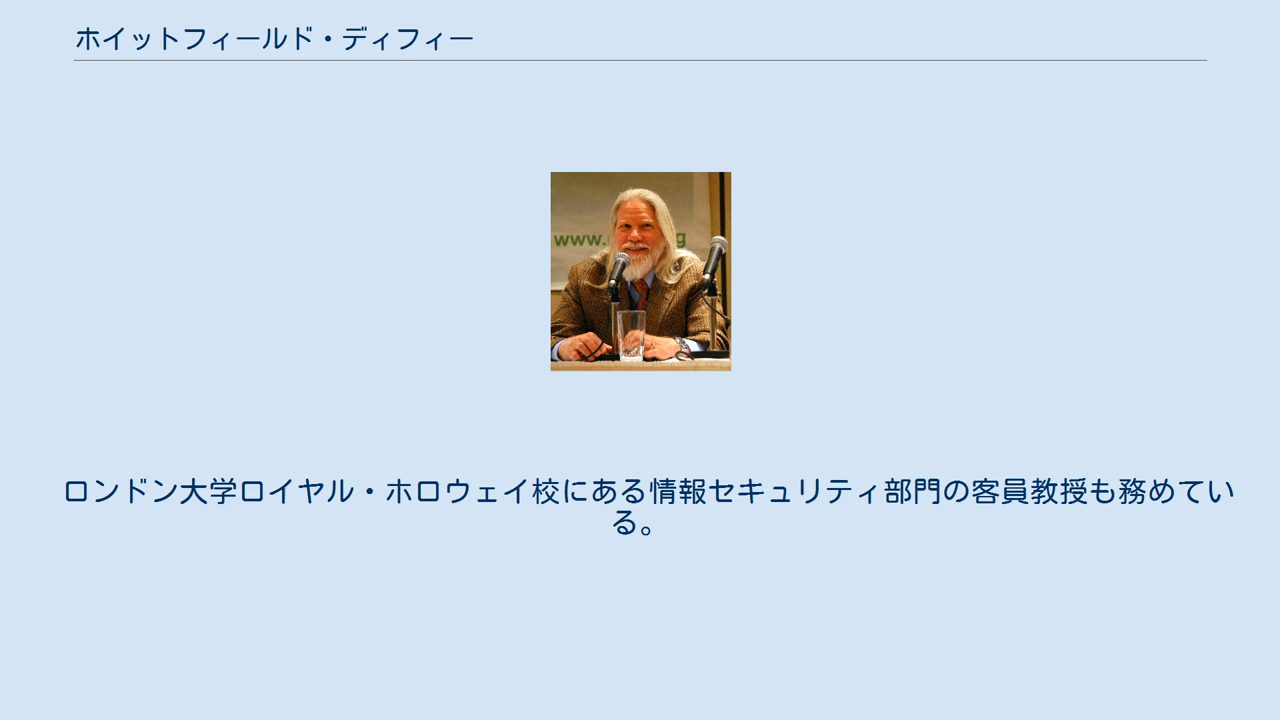 ホイットフィールド・ディフィー
www.
g
ロンドン大学ロイヤル・ホロウェイ校にある情報セキュリティ部門の客員教授も務めてい
る。